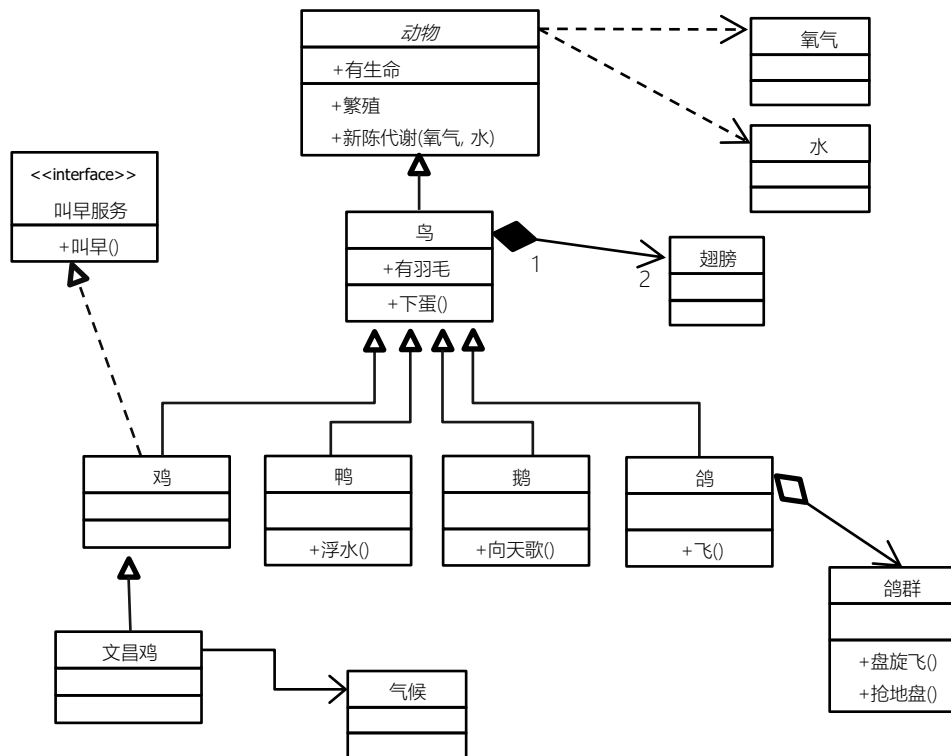 动物
+有生命
+繁殖
+新陈代谢(氧气, 水)
氧气
水
<<interface>>
叫早服务
+叫早()
鸟
+有羽毛
+下蛋()
1
2
翅膀
鸡
鸭
+浮水()
鹅
+向天歌()
鸽
+飞()
鸽群
+盘旋飞()
+抢地盘()
文昌鸡
气候